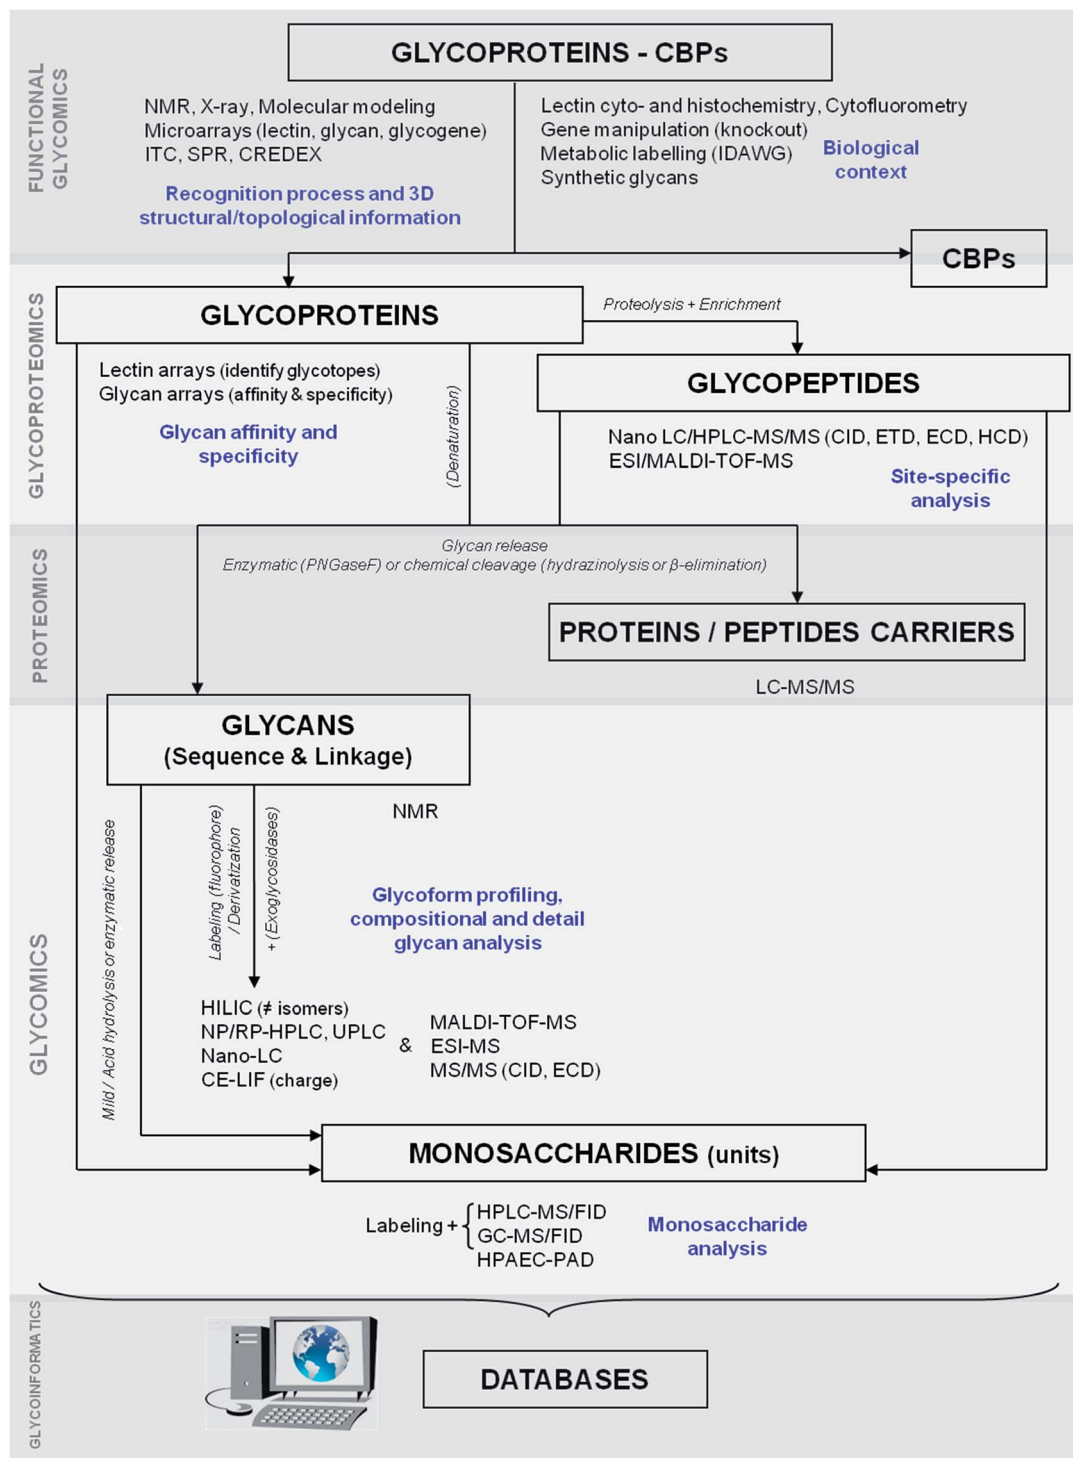 FUNCTIONAL
GLYCOMICS
GLYCOPROTEINS - CBPs
NMR, X-ray, Molecular modeling
Microarrays (lectin, glycan, glycogene)
ITC, SPR, CREDEX
Recognition process and 3D
structural/topological information
Lectin cyto- and histochemistry, Cytofluorometry
Gene manipulation (knockout)
Metabolic labelling (IDAWG)
Synthetic glycans
Biological
context
CBPs
GLYCOPROTEOMICS
GLYCOPROTEINS
Proteolysis + Enrichment
Lectin arrays (identify glycotopes)
Glycan arrays (affinity & specificity)
Glycan affinity and
specificity
(Denaturation)
GLYCOPEPTIDES
Nano LC/HPLC-MS/MS (CID, ETD, ECD, HCD)
ESI/MALDI-TOF-MS
Site-specific
analysis
PROTEOMICS
Glycan release
Enzymatic (PNGaseF) or chemical cleavage (hydrazinolysis or β-elimination)
PROTEINS / PEPTIDES CARRIERS
LC-MS/MS
GLYCOMICS
GLYCANS
(Sequence & Linkage)
Mild / Acid hydrolysis or enzymatic release
Labeling (fluorophore)
/ Derivatization
+ (Exoglycosidases)
NMR
Glycoform profiling,
compositional and detail
glycan analysis
HILIC (≠ isomers)
NP/RP-HPLC, UPLC
Nano-LC
CE-LIF (charge)
&
MALDI-TOF-MS
ESI-MS
MS/MS (CID, ECD)
MONOSACCHARIDES (units)
Labeling +
HPLC-MS/FID
GC-MS/FID
HPAEC-PAD
Monosaccharide
analysis
GLYCOINFORMATICS
DATABASES